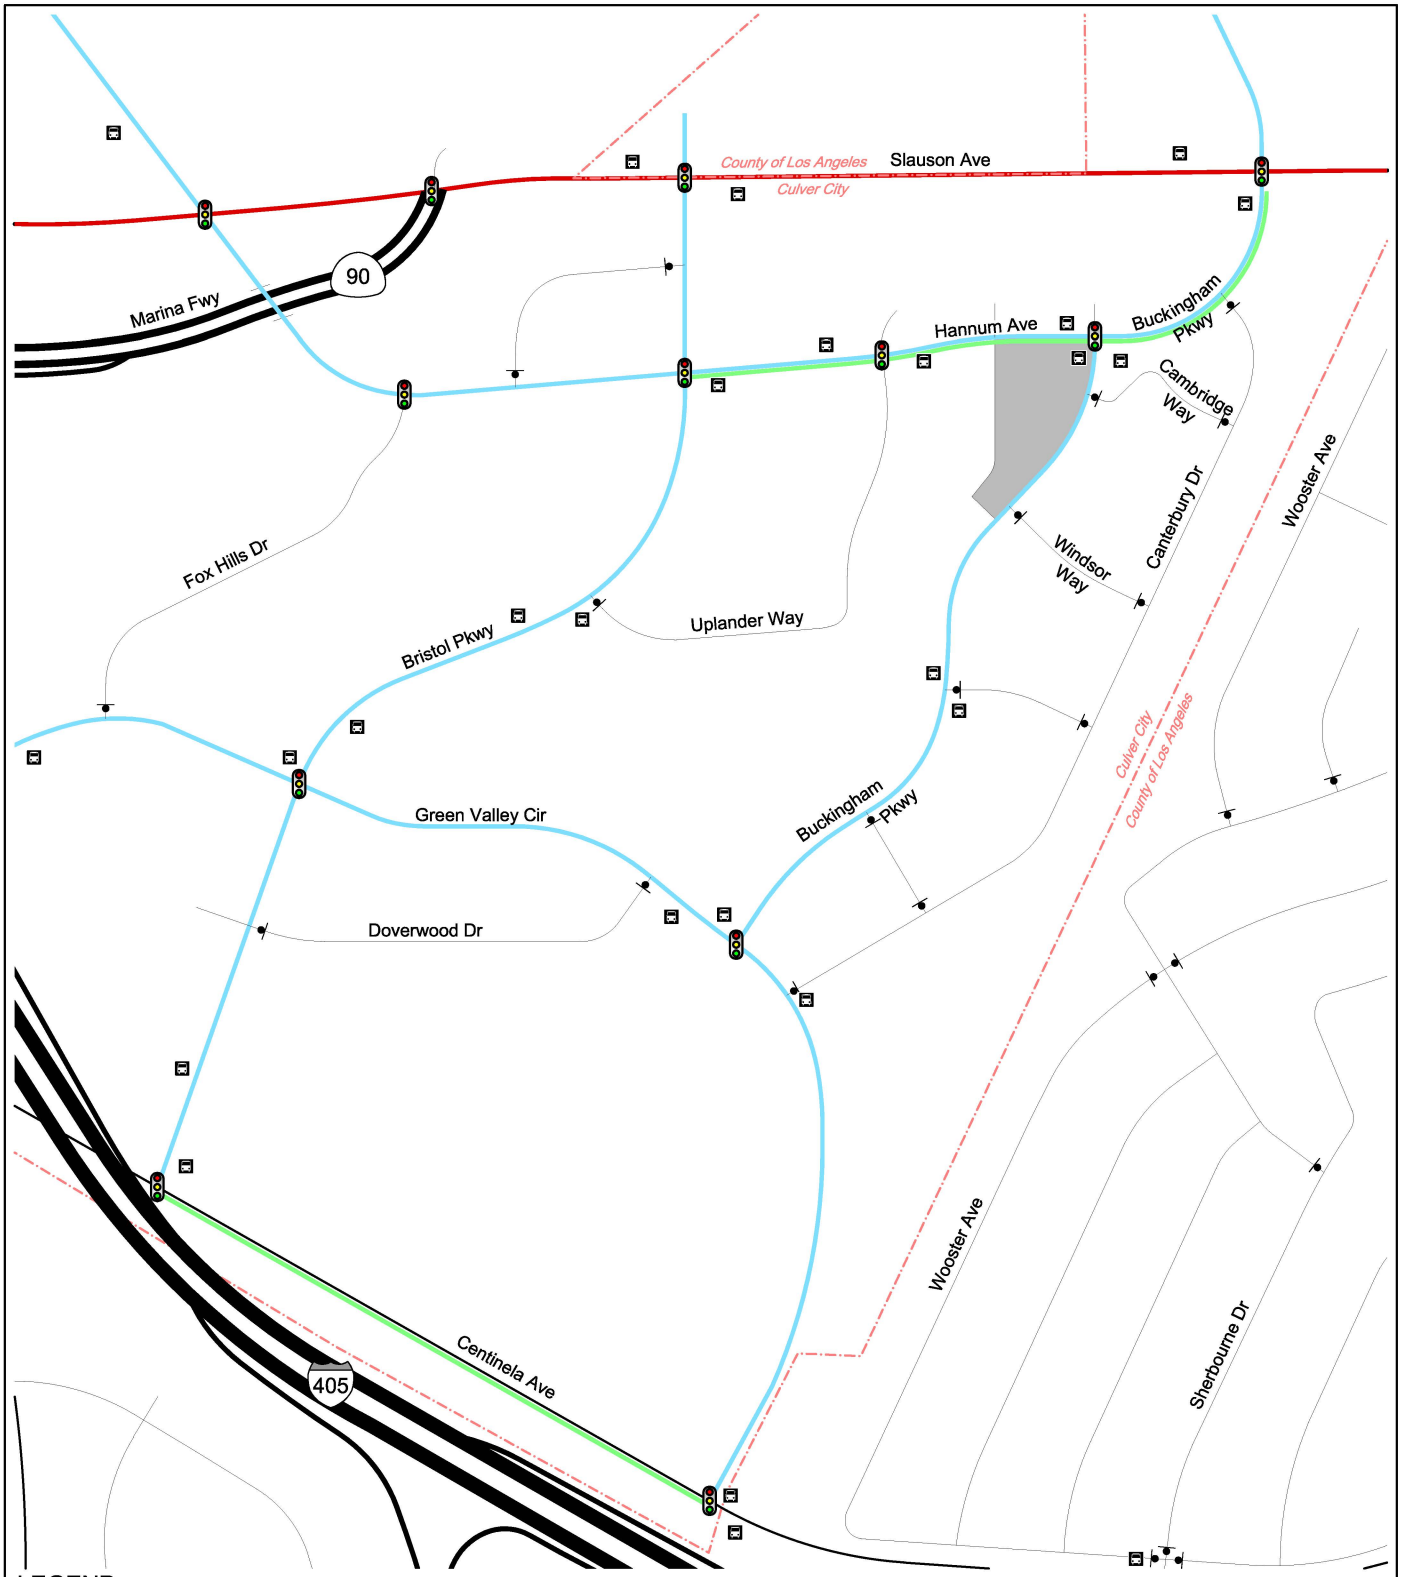 County of Los Angeles
Slauson Ave
Culver City
90
Marina Fwy
Buckingham
Pkwy
Hannum Ave
Cambridge
Way
Wooster Ave
Canterbury Dr
Fox Hills Dr
Windsor
Way
Uplander Way
Bristol Pkwy
Culver City
County of Los Angeles
Green Valley Cir
Buckingham
Pkwy
Doverwood Dr
Wooster Ave
Sherbourne Dr
Centinela Ave
405